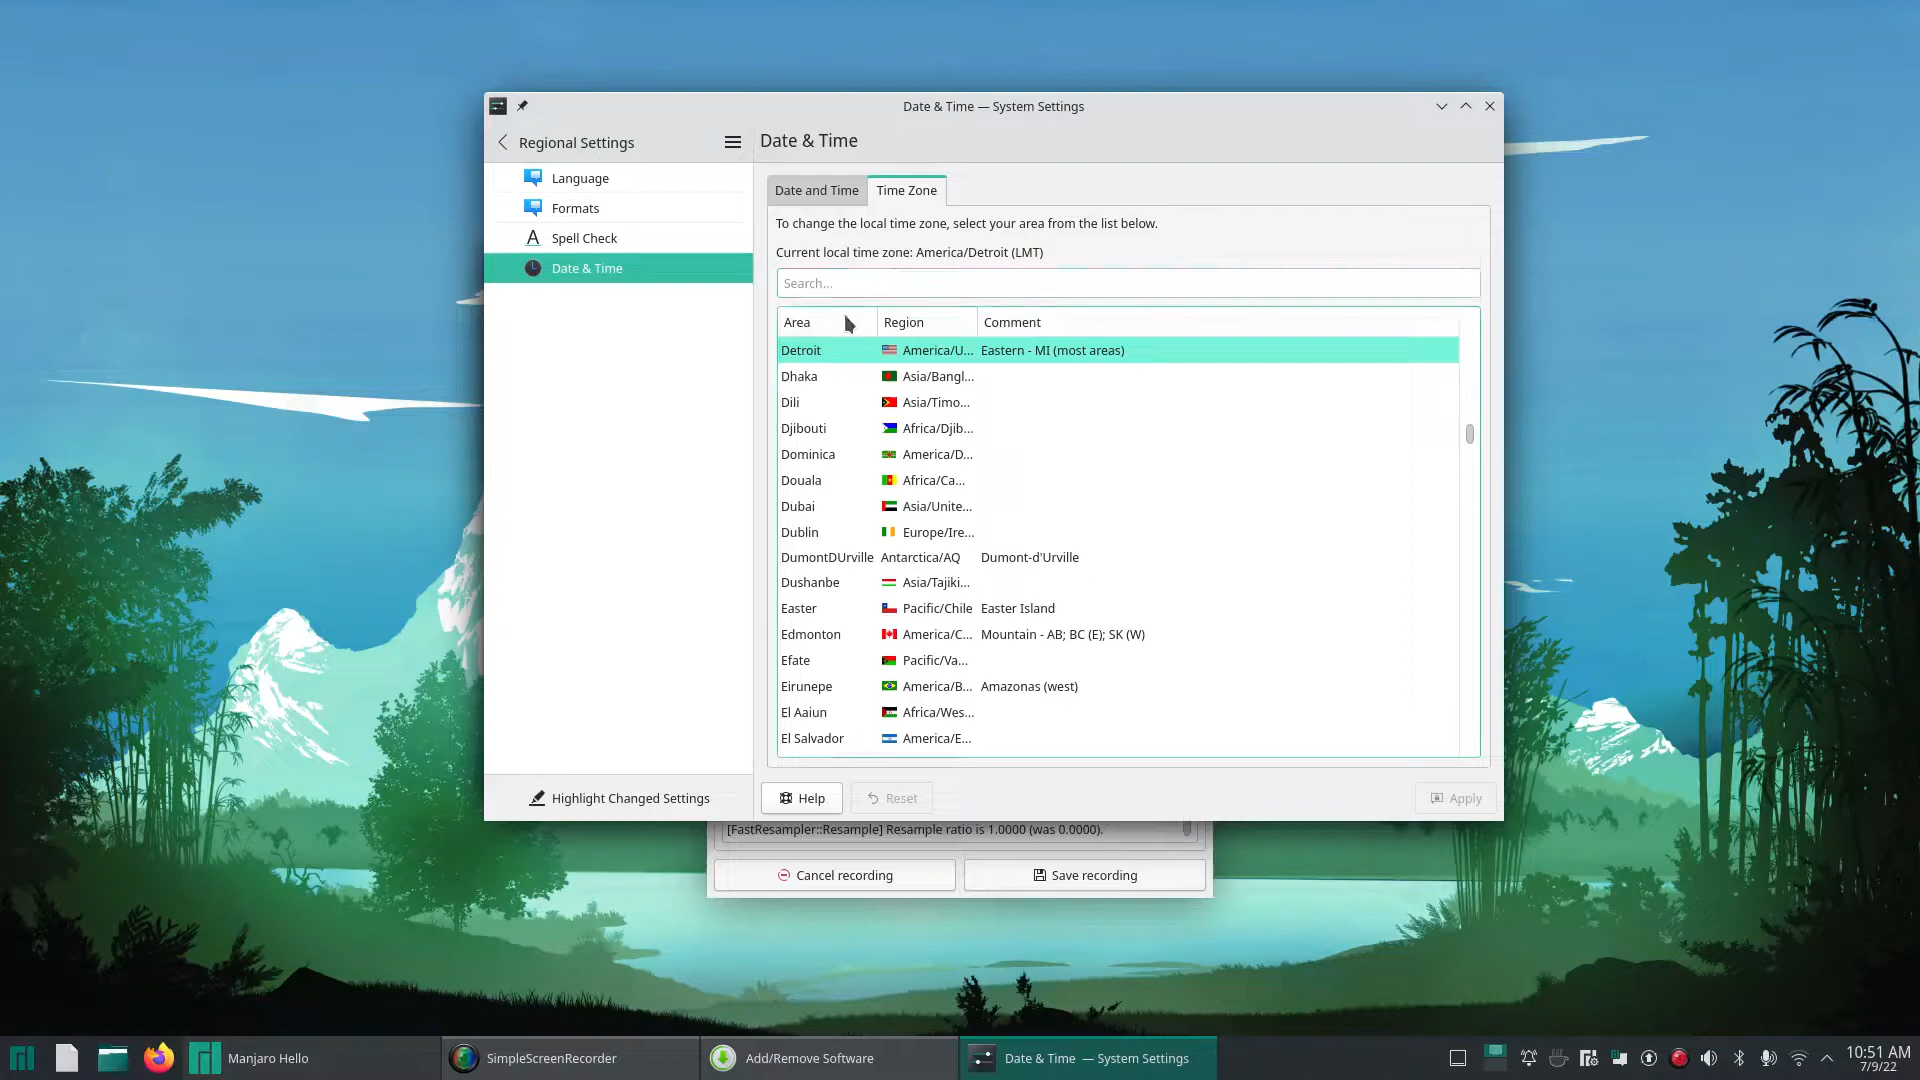 Date & Time — System Settings
Regional Settings
Date & Time
Language
Formats
Spell Check
Date & Time
Highlight Changed Settings
Date and Time
Time Zone
To change the local time zone, select your area from the list below.
Current local time zone: America/Detroit (LMT)
Search...
Area Region Comment
Detroit America/U... Eastern - MI (most areas)
Dhaka Asia/Bangl...
Dili Asia/Timo...
Djibouti Africa/Djib...
Dominica America/D...
Douala Africa/Ca...
Dubai Asia/Unite...
Dublin Europe/Ire...
DumontDUrville Antarctica/AQ Dumont-d'Urville
Dushanbe Asia/Tajiki...
Easter Pacific/Chile Easter Island
Edmonton America/C... Mountain - AB; BC (E); SK (W)
Efate Pacific/Va...
Eirunepe America/B... Amazonas (west)
El Aaiun Africa/Wes...
El Salvador America/E...
Help Reset Apply
[FastResampler::Resample] Resample ratio is 1.0000 (was 0.0000).
Cancel recording Save recording
Manjaro Hello
SimpleScreenRecorder
Add/Remove Software
Date & Time — System Settings
10:51 AM
7/9/22